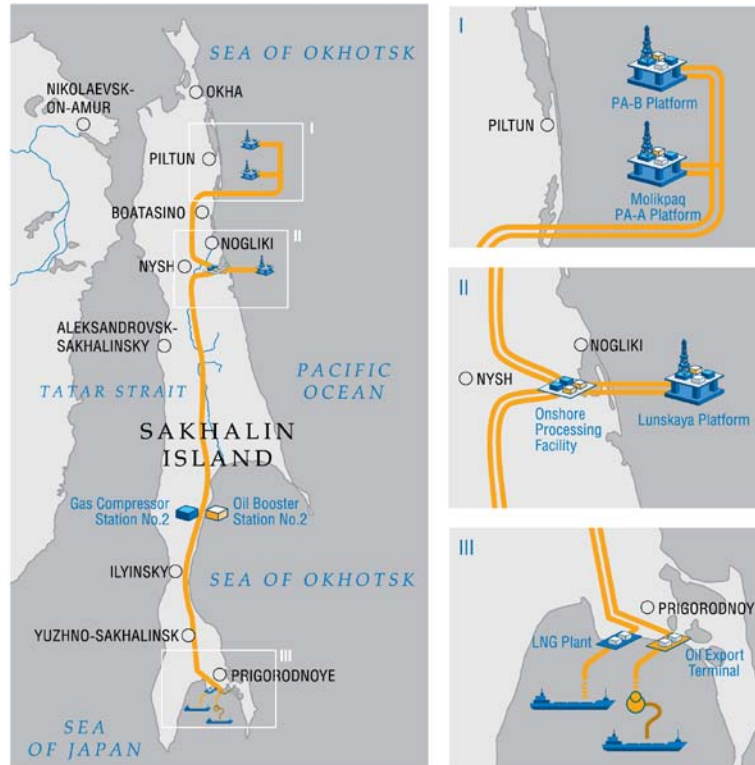 SEA OF OKHOTSK
NIKOLAEVSK-
ON-AMUR
OKHA
I
PILTUN
BOATASINO
II
NOGLIKI
NYSH
ALEKSANDROVSK-
SAKHALINSKY
PACIFIC
OCEAN
TATAR STRAIT
SAKHALIN
ISLAND
Gas Compressor
Station No.2
Oil Booster
Station No.2
ILYINSKY
SEA OF OKHOTSK
YUZHNO-SAKHALINSK
III
PRIGORODNOYE
SEA
OF JAPAN
I
PA-B Platform
PILTUN
Molikpaq
PA-A Platform
II
NOGLIKI
NYSH
Onshore
Processing
Facility
Lunskaya Platform
III
PRIGORODNOY
LNG Plant
Oil Export
Terminal